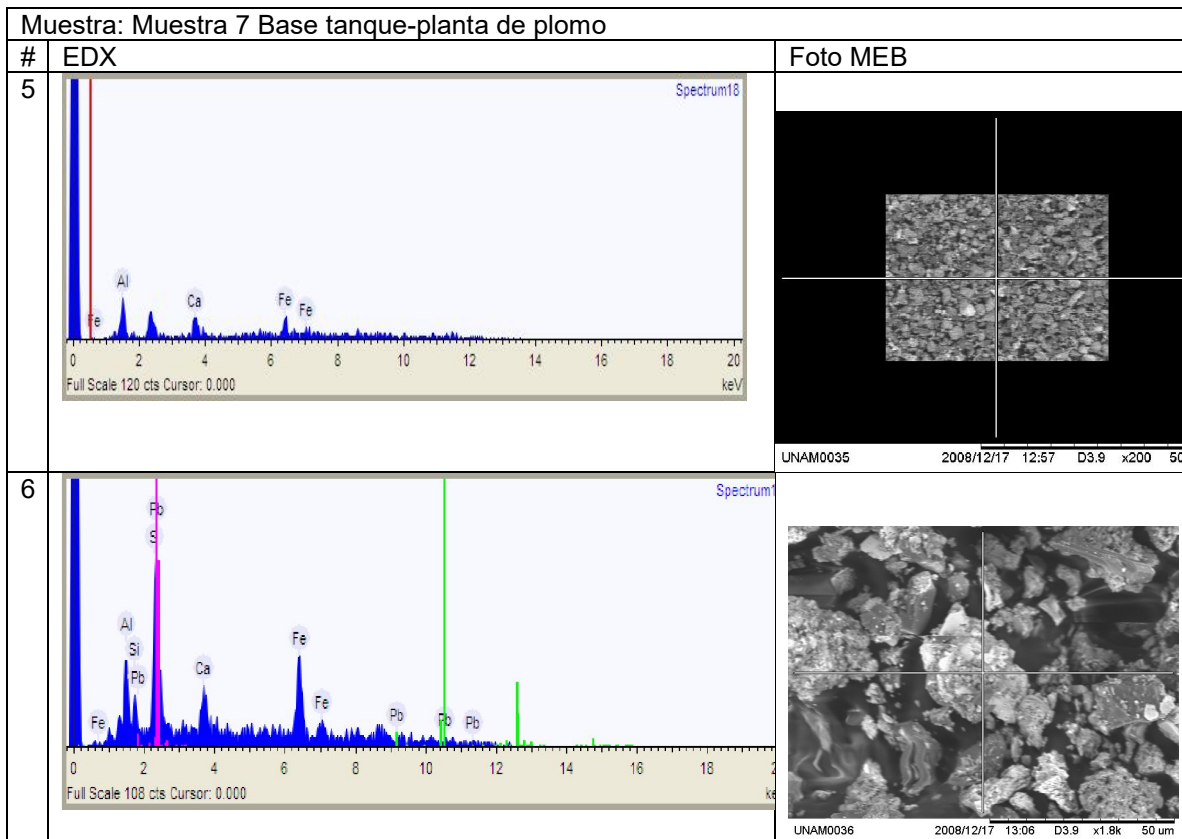 Muestra: Muestra 7 Base tanque-planta de plomo
# EDX Foto MEB
5
Spectrum18
Al
Fe
Ca
Fe
Fe
0 2 4 6 8 10 12 14 16 18 20
Full Scale 120 cts Cursor: 0.000 keV
UNAM0035 2008/12/17 12:57 D3.9 x200 50
6
Spectrum1
Pb
S
Al
Si
Pb
Fe
Ca
Fe
Fe
Pb
Pb
Pb
0 2 4 6 8 10 12 14 16 18 2
Full Scale 108 cts Cursor: 0.000 ke
UNAM0036 2008/12/17 13:06 D3.9 x1.8k 50 um